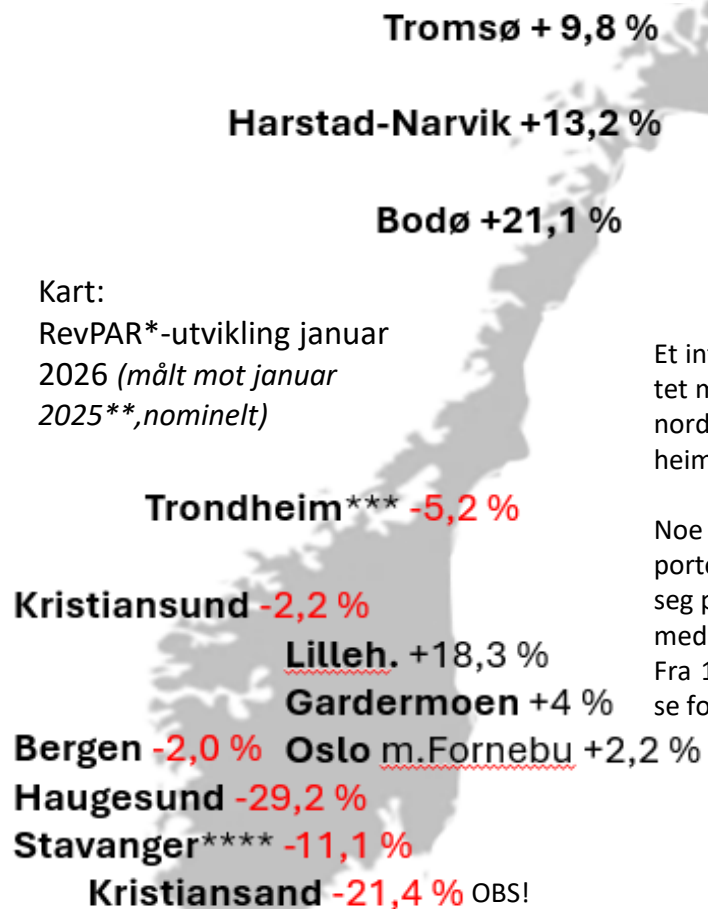 Tromsø + 9,8 %
Harstad-Narvik +13,2 %
Bodø +21,1 %
Kart:
RevPAR*-utvikling januar
2026 (målt mot januar
2025**,nominelt)
Et in
tet m
nord
heim
Trondheim*** -5,2 %
Noe
porte
seg p
med
Fra 1
se fo
Kristiansund -2,2 %
Lilleh. +18,3 %
Gardermoen +4 %
Bergen -2,0 % Oslo m.Fornebu +2,2 %
Haugesund -29,2 %
Stavanger**** -11,1 %
Kristiansand -21,4 % OBS!